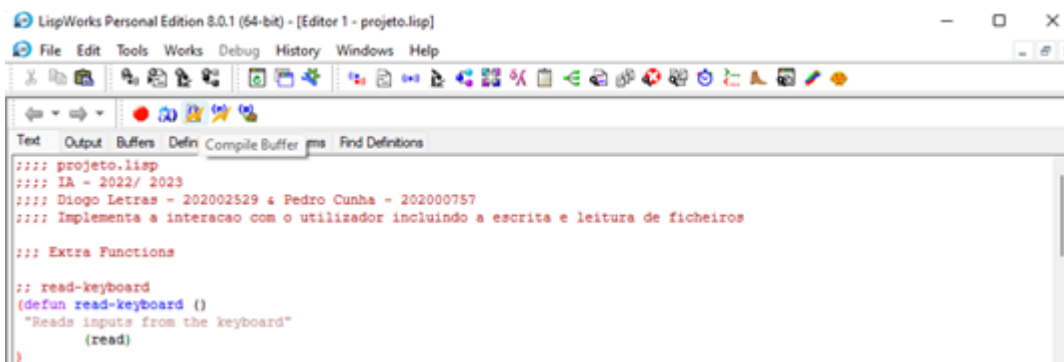 LispWorks Personal Edition 8.0.1 (64-bit) - [Editor 1 - projeto.lisp]
File Edit Tools Works Debug History Windows Help
Text Output Buffers Defin Compile Buffer ms Find Definitions
;;;; projeto.lisp
;;;; IA - 2022/ 2023
;;;; Diogo Letras - 202002529 & Pedro Cunha - 202000757
;;;; Implementa a interacao com o utilizador incluindo a escrita e leitura de ficheiros
;;; Extra Functions
;; read-keyboard
(defun read-keyboard ()
"Reads inputs from the keyboard"
(read)
)